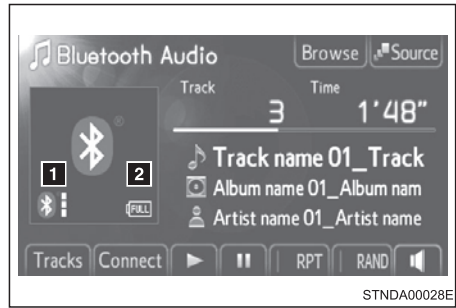 Bluetooth Audio
Browse
Source
Track
Time
3
1'48"
®
Track name 01_Track
Album name 01_Album nam
Artist name 01_Artist name
1
2
FULL
Tracks
Connect
RPT
RAND
STNDA00028E